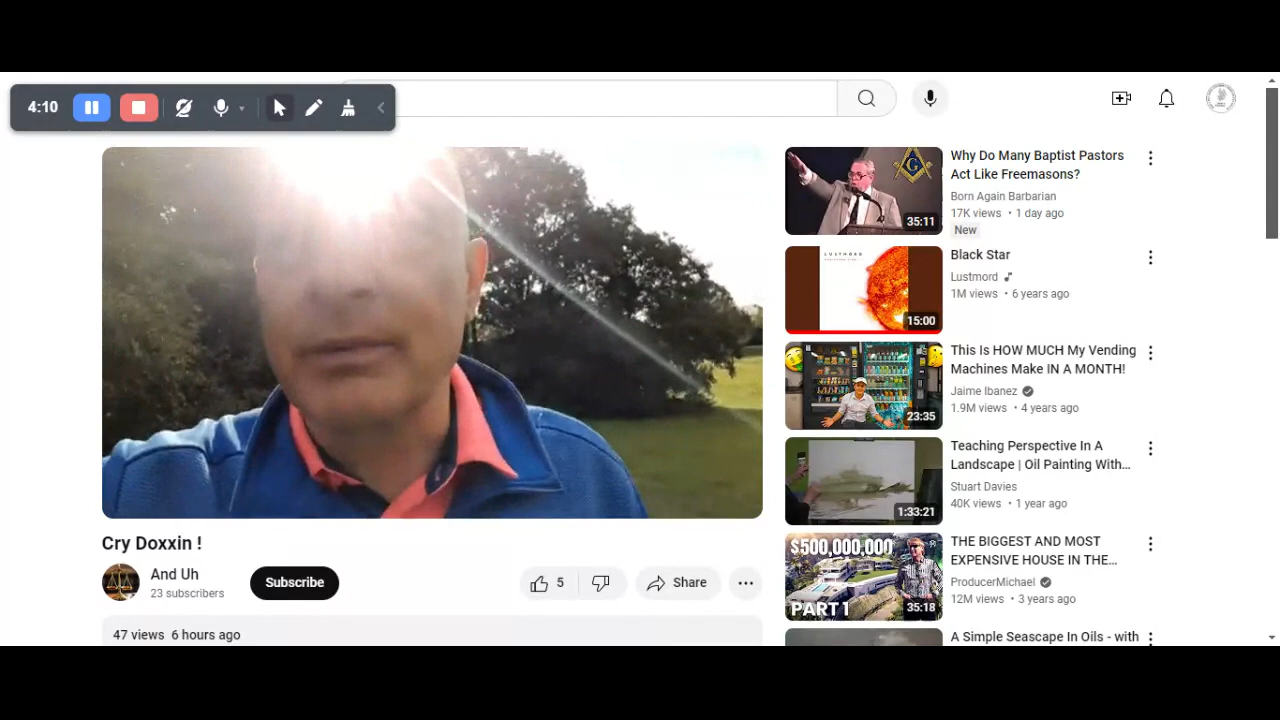 4:10
Why Do Many Baptist Pastors
Act Like Freemasons?
Born Again Barbarian
17K views • 1 day ago
New
G
35:11
Black Star
Lustmord
1M views • 6 years ago
LUSTMORD
15:00
This Is HOW MUCH My Vending
Machines Make IN A MONTH!
Jaime Ibanez
1.9M views • 4 years ago
23:35
Teaching Perspective In A
Landscape | Oil Painting With...
Stuart Davies
40K views • 1 year ago
1:33:21
THE BIGGEST AND MOST
EXPENSIVE HOUSE IN THE...
ProducerMichael
12M views • 3 years ago
$500,000,000
PART 1
35:18
A Simple Seascape In Oils - with
Cry Doxxin !
And Uh
23 subscribers
Subscribe
5
Share
47 views 6 hours ago